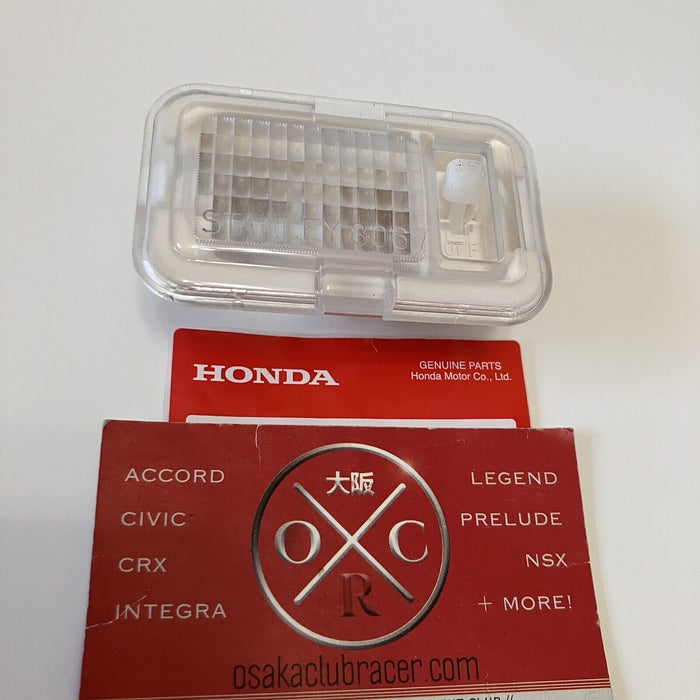 STANLEY 8067
HONDA
GENUINE PARTS
Honda Motor Co., Ltd.
ACCORD
CIVIC
CRX
INTEGRA
大阪
O C
R
LEGEND
PRELUDE
NSX
+ MORE!
osakaclubracer.com